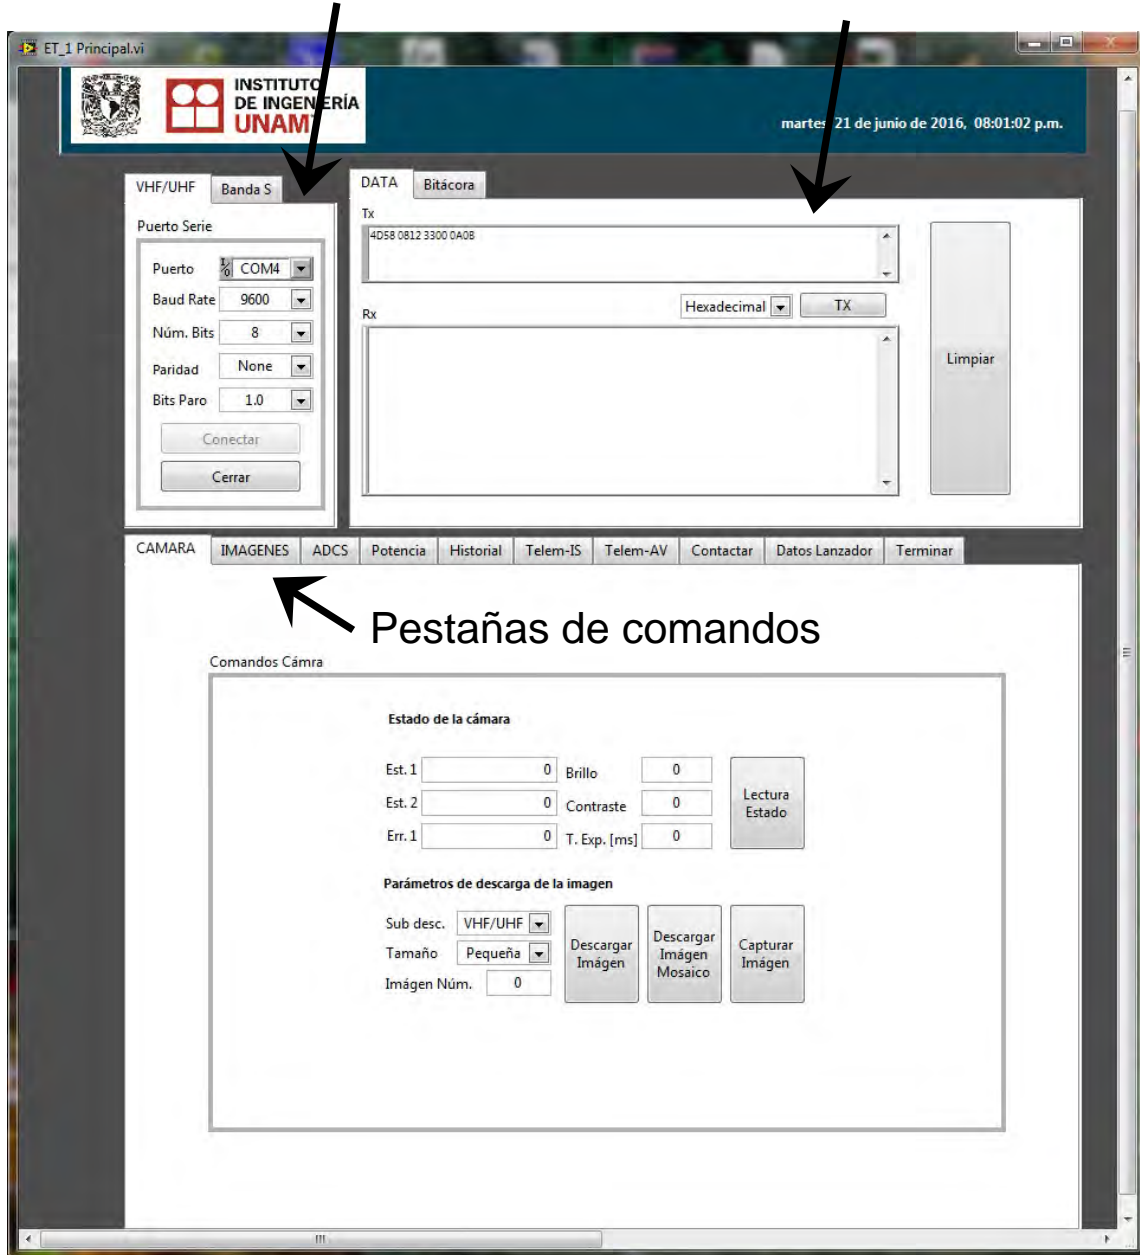 ET_1 Principal.vi
INSTITUTO
DE INGENIERÍA
UNAM
martes, 21 de junio de 2016, 08:01:02 p.m.
VHF/UHF Banda S
DATA Bitácora
Puerto Serie
Puerto COM4
Baud Rate 9600
Núm. Bits 8
Paridad None
Bits Paro 1.0
Conectar
Cerrar
Tx
4D58 0812 3300 0A0B
Hexadecimal TX
Rx
Limpiar
CAMARA IMAGENES ADCS Potencia Historial Telem-IS Telem-AV Contactar Datos Lanzador Terminar
Pestañas de comandos
Comandos Cámra
Estado de la cámara
Est. 1 0 Brillo 0
Est. 2 0 Contraste 0
Err. 1 0 T. Exp. [ms] 0
Lectura
Estado
Parámetros de descarga de la imagen
Sub desc. VHF/UHF
Tamaño Pequeña
Imágen Núm. 0
Descargar
Imágen
Descargar
Imágen
Mosaico
Capturar
Imágen